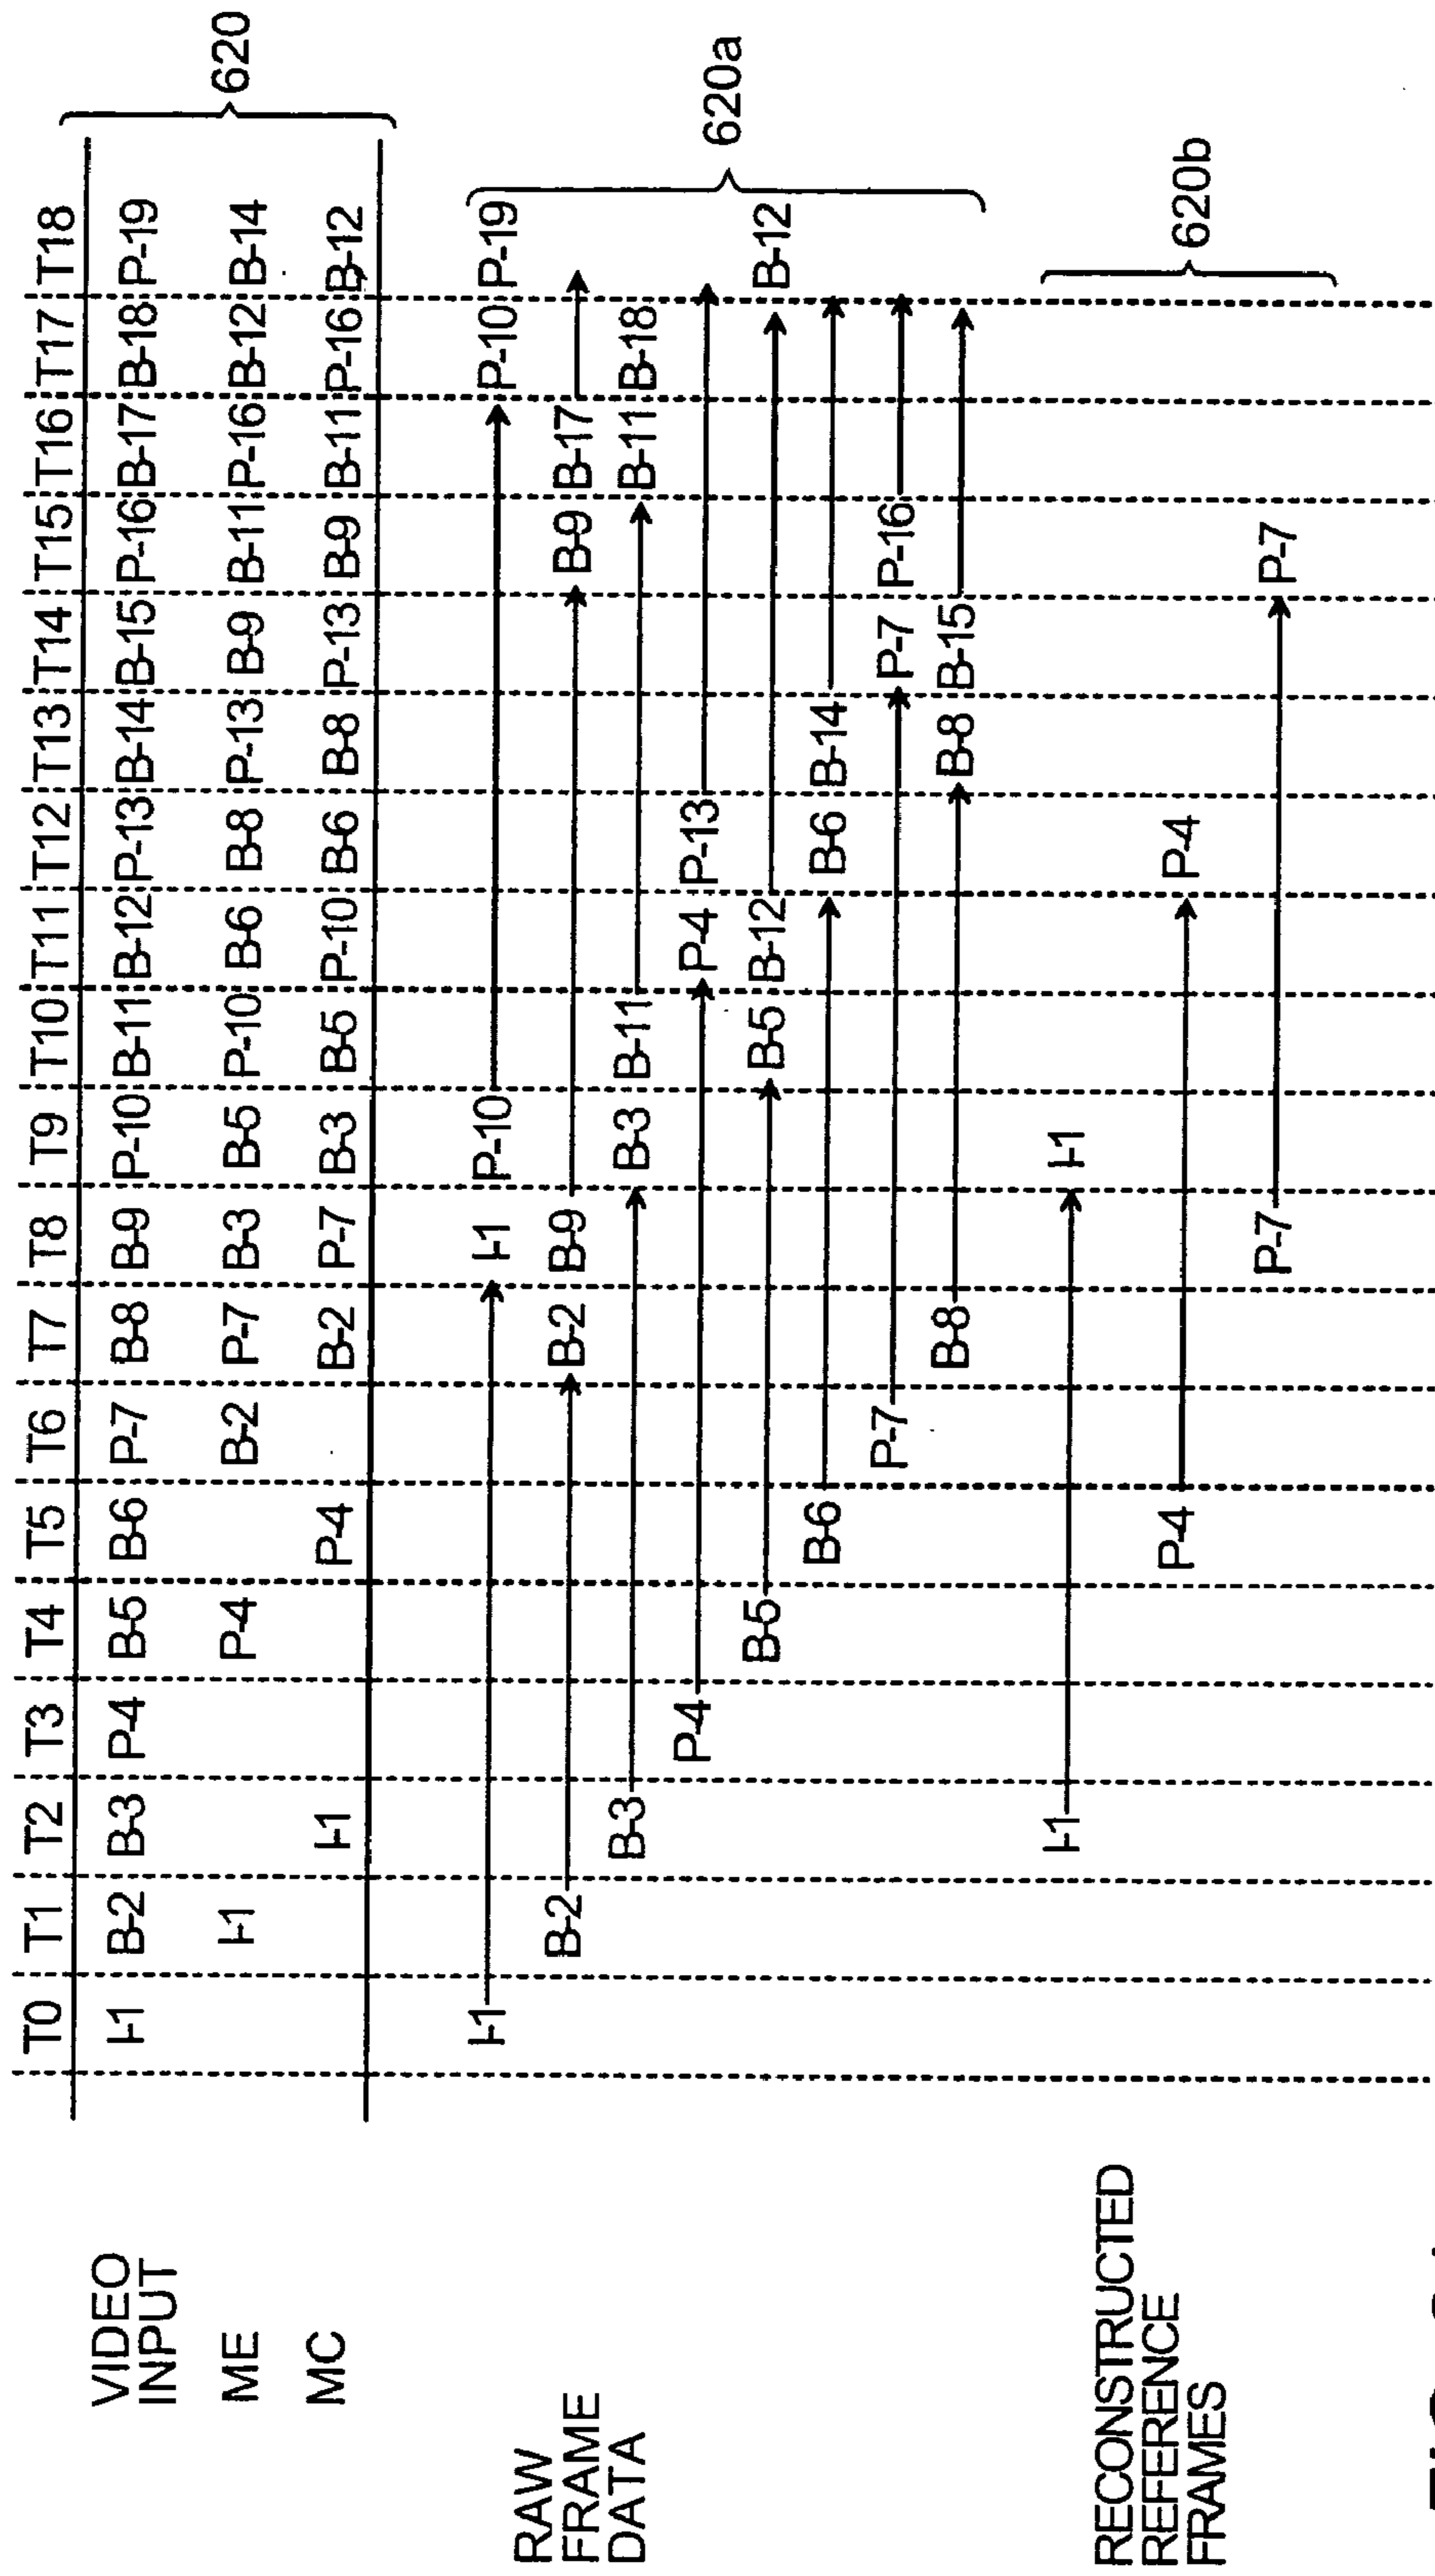 T0 T1 T2 T3 T4 T5 T6 T7 T8 T9 T10 T11 T12 T13 T14 T15 T16 T17 T18
VIDEO
INPUT
I-1 B-2 B-3 P-4 B-5 B-6 P-7 B-8 B-9 P-10 B-11 B-12 P-13 B-14 B-15 P-16 B-17 B-18 P-19
620
ME
I-1 P-4 B-2 P-7 B-3 B-5 P-10 B-6 B-8 P-13 B-9 B-11 P-16 B-12 B-14
MC
I-1 P-4 B-2 P-7 B-3 B-5 P-10 B-6 B-8 P-13 B-9 B-11 P-16 B-12
RAW
FRAME
DATA
I-1 I-1 P-10 P-10 P-19
B-2 B-2 B-9 B-9 B-17
B-3 B-3 B-11 B-11 B-18
P-4 P-4 P-13
620a
B-5 B-5 B-12 B-12
B-6 B-6 B-14
P-7 P-7 P-16
B-8 B-8 B-15
RECONSTRUCTED
REFERENCE
FRAMES
I-1 I-1
P-4 P-4
620b
P-7 P-7